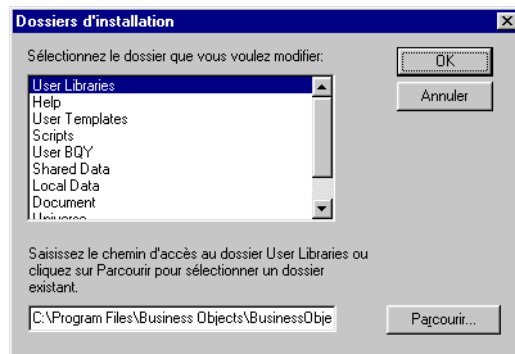 Dossiers d'installation
Sélectionnez le dossier que vous voulez modifier:
OK
User Libraries
Annuler
Help
User Templates
Scripts
User BQY
Shared Data
Local Data
Document
Universe
Saisissez le chemin d'accès au dossier User Libraries ou
cliquez sur Parcourir pour sélectionner un dossier
existant.
C:\Program Files\Business Objects\BusinessObje
Parcourir...